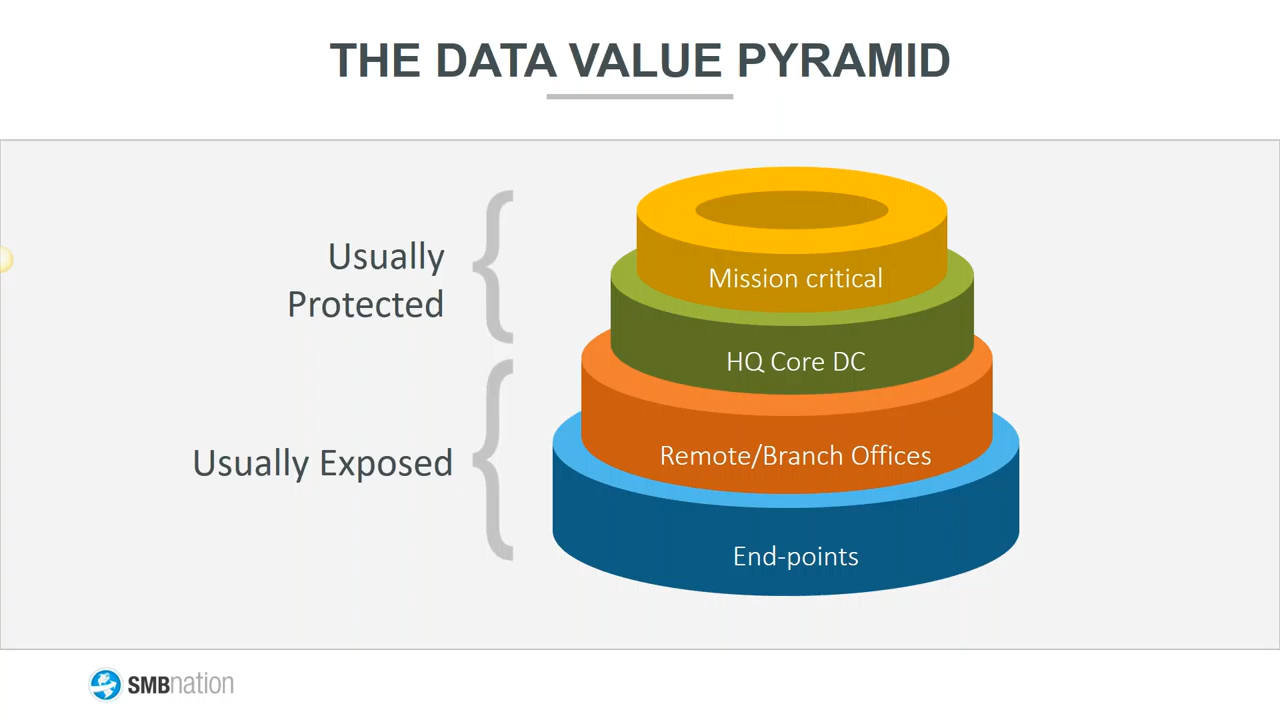 THE DATA VALUE PYRAMID
Usually
Protected
Usually Exposed
Mission critical
HQ Core DC
Remote/Branch Offices
End-points
SMBnation